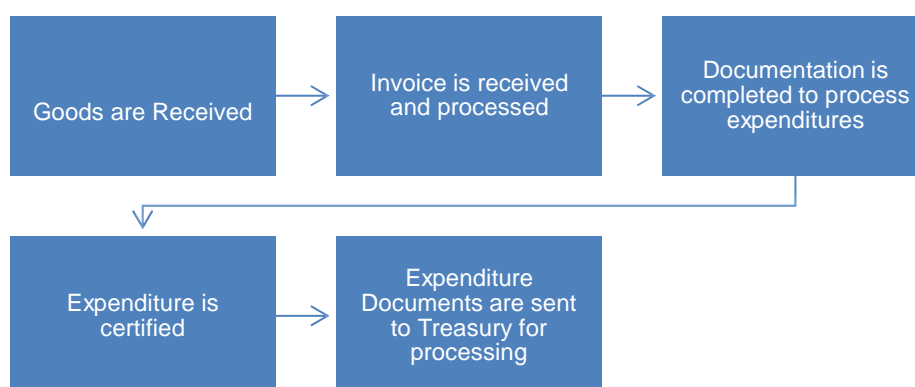 Goods are Received
Invoice is received
and processed
Documentation is
completed to process
expenditures
Expenditure is
certified
Expenditure
Documents are sent
to Treasury for
processing